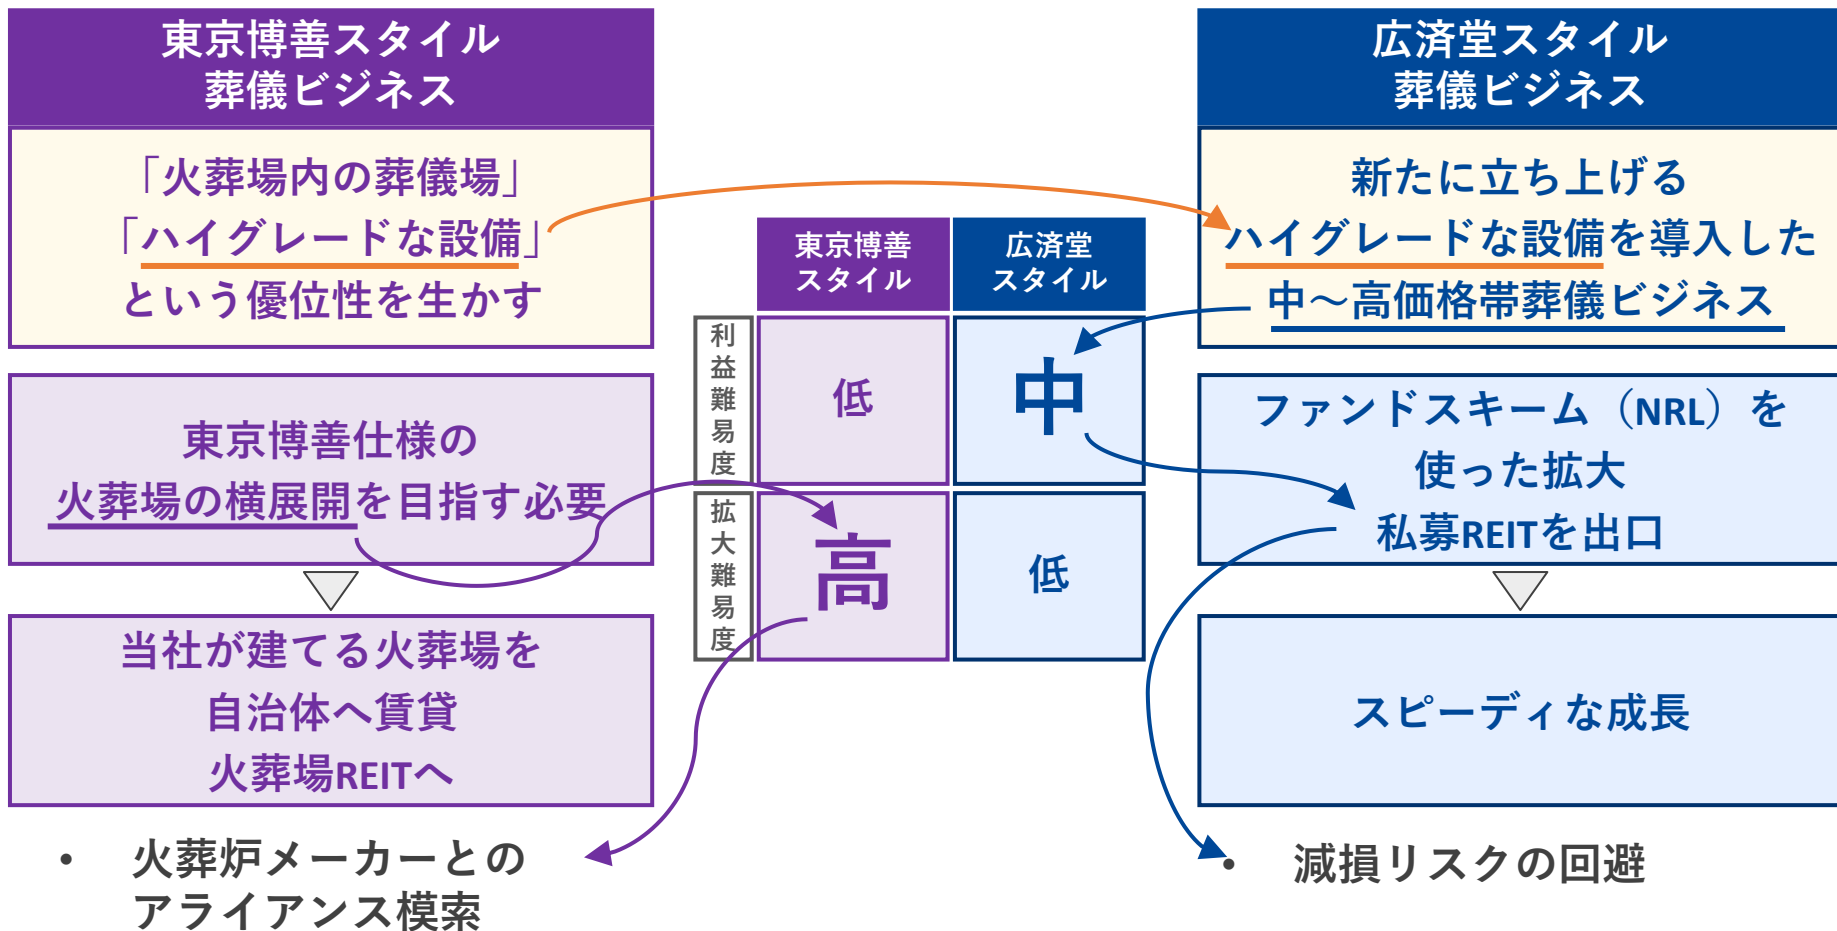 東京博善スタイル
葬儀ビジネス
「火葬場内の葬儀場」
「ハイグレードな設備」
という優位性を生かす
東京博善仕様の
火葬場の横展開を目指す必要
当社が建てる火葬場を
自治体へ賃貸
火葬場REITへ
• 火葬炉メーカーとの
アライアンス模索
東京博善
スタイル
広済堂
スタイル
利益難易度
低
中
拡大難易度
高
低
広済堂スタイル
葬儀ビジネス
新たに立ち上げる
ハイグレードな設備を導入した
中～高価格帯葬儀ビジネス
ファンドスキーム（NRL）を
使った拡大
私募REITを出口
スピーディな成長
• 減損リスクの回避